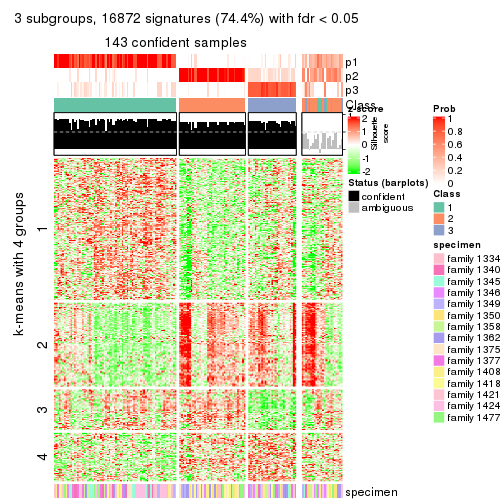 3 subgroups, 16872 signatures (74.4%) with fdr < 0.05
143 confident samples
p1
p2
p3
Class
1
Silhouette
score
k-means with 4 groups
1
2
3
4
specimen
z-score
2
1
0
-1
-2
Status (barplots)
confident
ambiguous
Prob
1
0.8
0.6
0.4
0.2
0
Class
1
2
3
specimen
family 1334
family 1340
family 1345
family 1346
family 1349
family 1350
family 1358
family 1362
family 1375
family 1377
family 1408
family 1418
family 1421
family 1424
family 1477